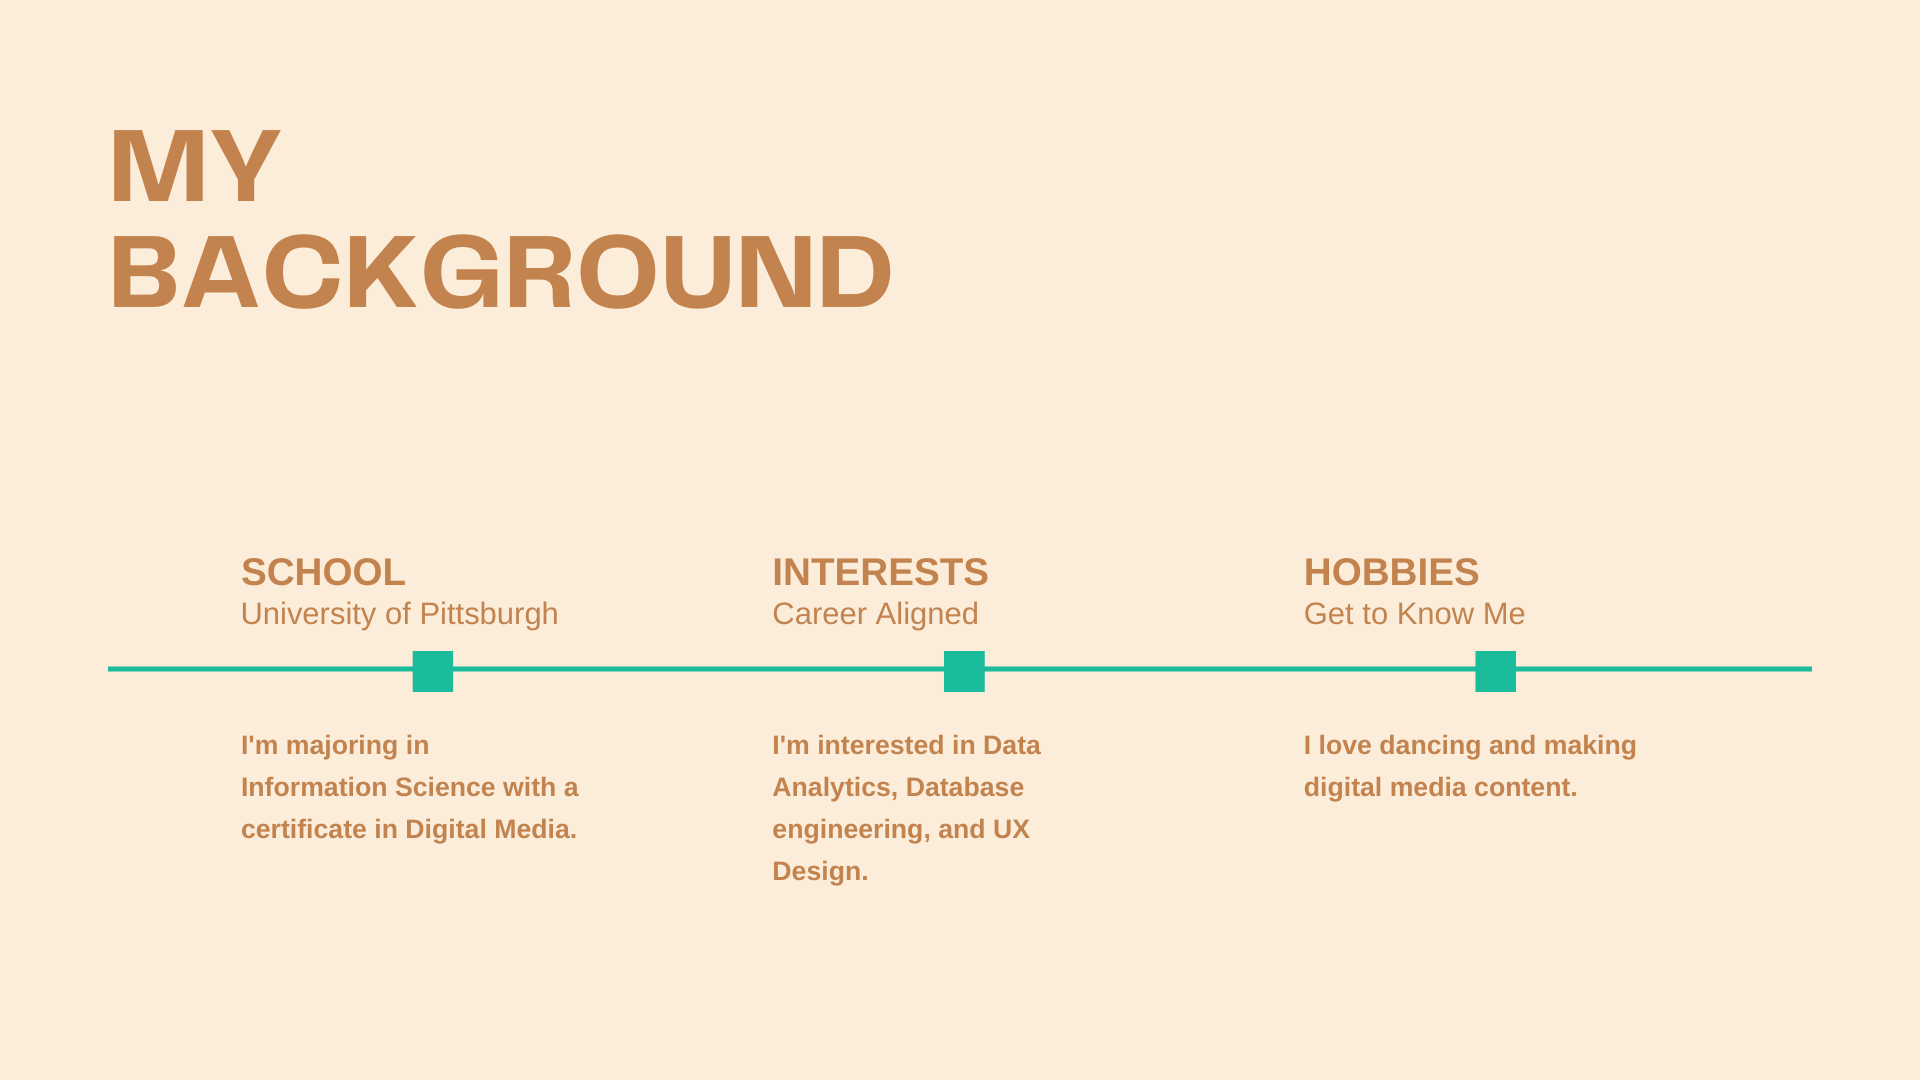 MY
BACKGROUND
SCHOOL
University of Pittsburgh
I'm majoring in
Information Science with a
certificate in Digital Media.
INTERESTS
Career Aligned
I'm interested in Data
Analytics, Database
engineering, and UX
Design.
HOBBIES
Get to Know Me
I love dancing and making
digital media content.